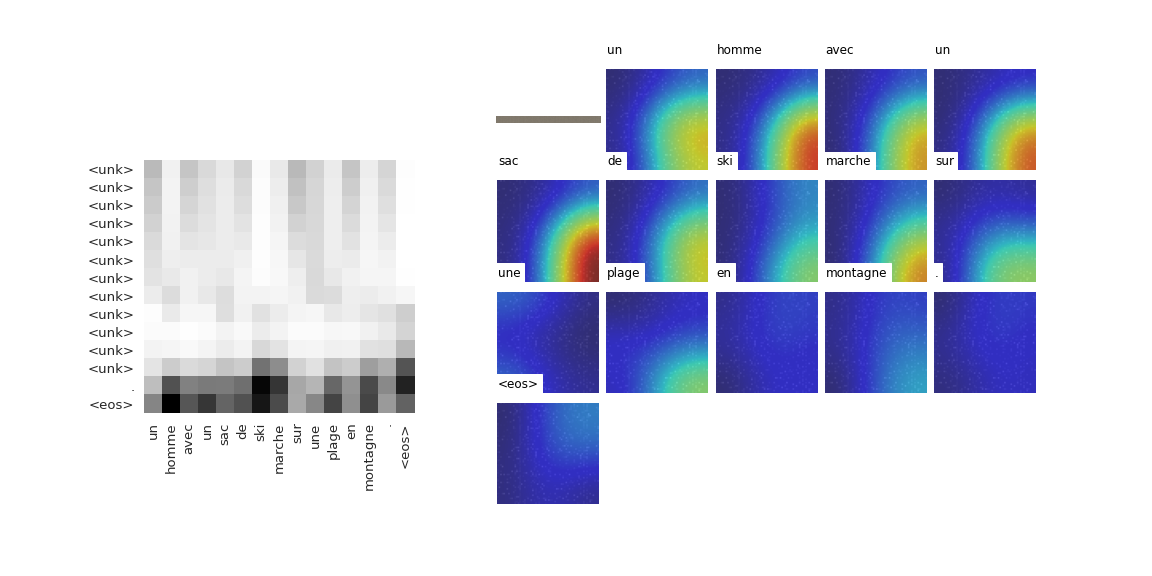 un homme avec un
sac de ski marche sur
une plage en montagne .
<eos>
<unk>
<unk>
<unk>
<unk>
<unk>
<unk>
<unk>
<unk>
<unk>
<unk>
<unk>
<unk>
.
<eos>
un homme avec un sac de ski marche sur une plage en montagne . <eos>